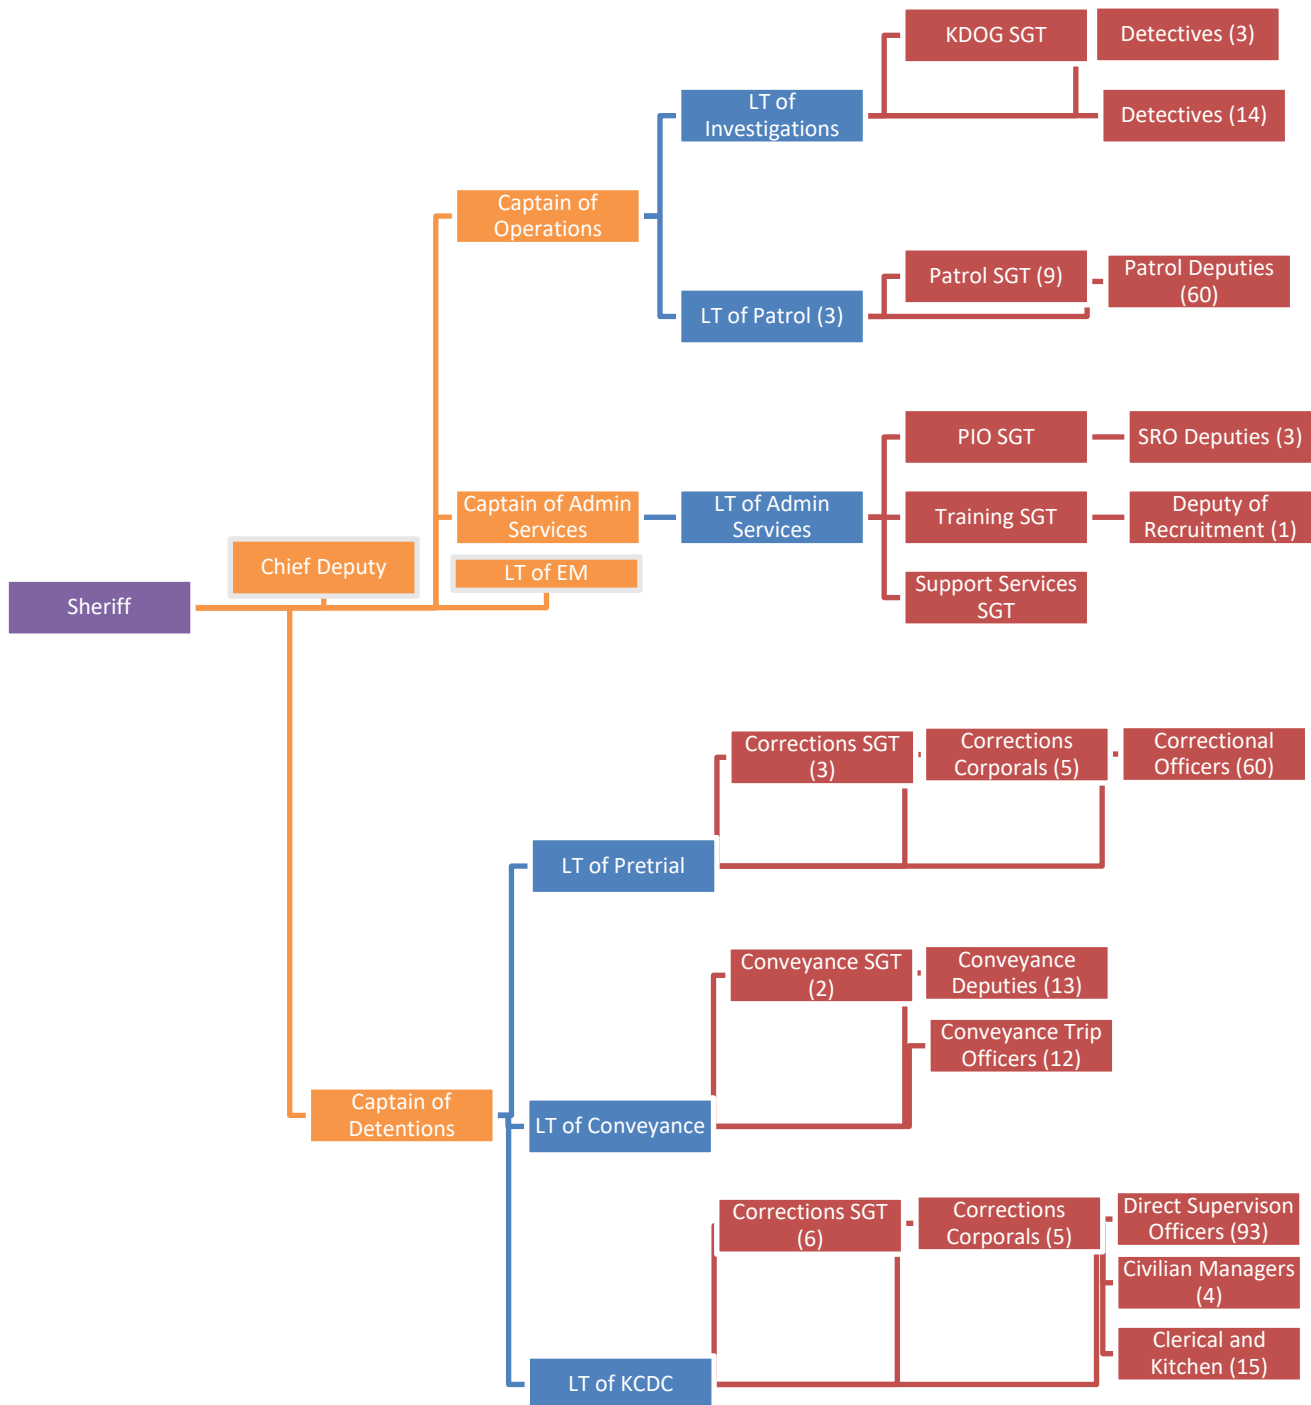 KDOG SGT
Detectives (3)
LT of
Investigations
Detectives (14)
Captain of
Operations
Patrol SGT (9)
Patrol Deputies
(60)
LT of Patrol (3)
PIO SGT
SRO Deputies (3)
Captain of Admin
Services
LT of Admin
Services
Training SGT
Deputy of
Recruitment (1)
Chief Deputy
LT of EM
Support Services
SGT
Sheriff
Corrections SGT
(3)
Corrections
Corporals (5)
Correctional
Officers (60)
LT of Pretrial
Conveyance SGT
(2)
Conveyance
Deputies (13)
Conveyance Trip
Officers (12)
Captain of
Detentions
LT of Conveyance
Corrections SGT
(6)
Corrections
Corporals (5)
Direct Supervison
Officers (93)
Civilian Managers
(4)
Clerical and
Kitchen (15)
LT of KCDC